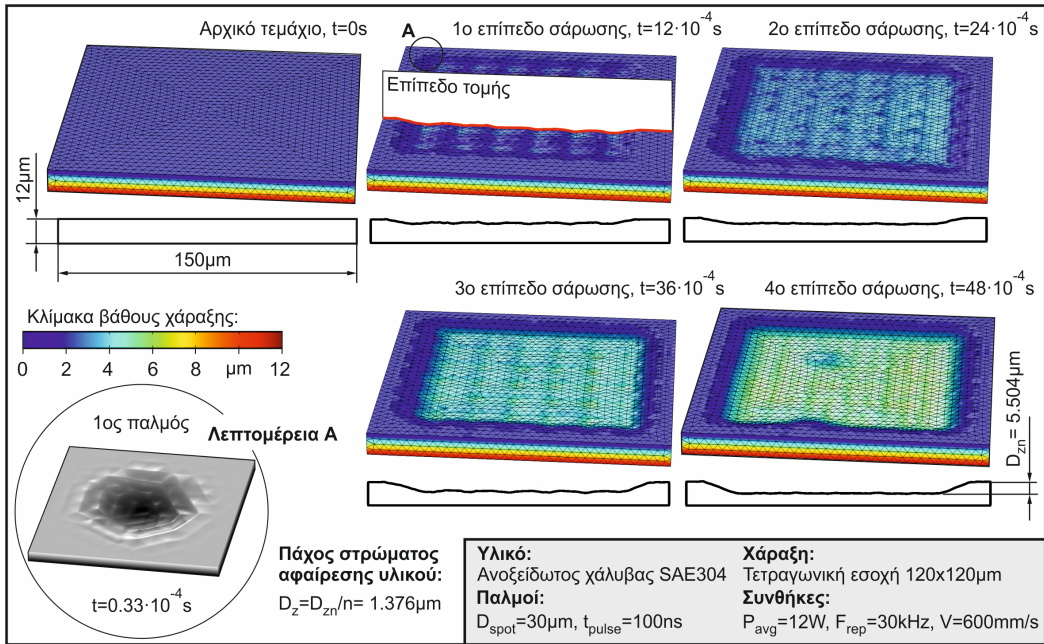 Αρχικό τεμάχιο, t=0s
A
1ο επίπεδο σάρωσης, t=12·10⁻⁴s
2ο επίπεδο σάρωσης, t=24·10⁻⁴s
Επίπεδο τομής
12μm
150μm
3ο επίπεδο σάρωσης, t=36·10⁻⁴s
4ο επίπεδο σάρωσης, t=48·10⁻⁴s
Κλίμακα βάθους χάραξης:
0 2 4 6 8 μm 12
D_zn= 5.504μm
1ος παλμός
Λεπτομέρεια A
t=0.33·10⁻⁴s
Πάχος στρώματος
αφαίρεσης υλικού:
D_z=D_zn/n= 1.376μm
Υλικό:
Ανοξείδωτος χάλυβας SAE304
Παλμοί:
D_spot=30μm, t_pulse=100ns
Χάραξη:
Τετραγωνική εσοχή 120x120μm
Συνθήκες:
P_avg=12W, F_rep=30kHz, V=600mm/s